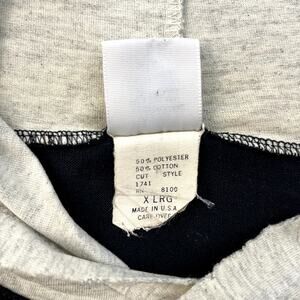 50% POLYESTER
50% COTTON
CUT STYLE
1741
RN 8100
X LRG
MADE IN U.S.A
CARE OVER